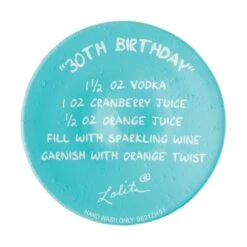 "30TH BIRTHDAY"
1 1/2 OZ VODKA
1 OZ CRANBERRY JUICE
1/2 OZ ORANGE JUICE
FILL WITH SPARKLING WINE
GARNISH WITH ORANGE TWIST
Lolita ®
HAND WASH ONLY